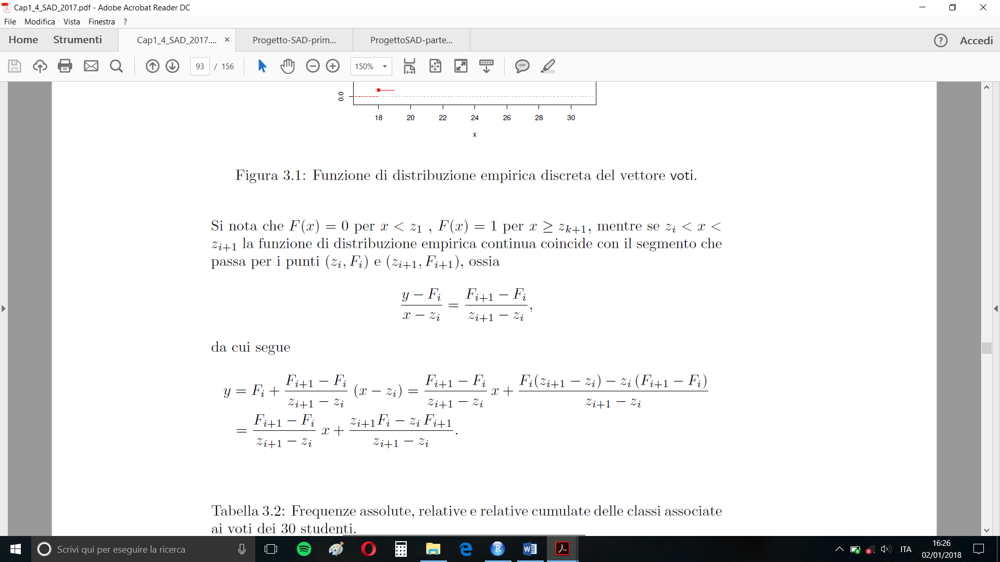 Cap1_4_SAD_2017.pdf - Adobe Acrobat Reader DC
File Modifica Vista Finestra ?
Home Strumenti Cap1_4_SAD_2017.... × Progetto-SAD-prim... ProgettoSAD-parte... ? Accedi
93 / 156 150%
0.0
18 20 22 24 26 28 30
x
Figura 3.1: Funzione di distribuzione empirica discreta del vettore voti.
Si nota che F(x) = 0 per x < z_1 , F(x) = 1 per x ≥ z_{k+1}, mentre se z_i < x <
z_{i+1} la funzione di distribuzione empirica continua coincide con il segmento che
passa per i punti (z_i, F_i) e (z_{i+1}, F_{i+1}), ossia
\frac{y − F_i}{x − z_i} = \frac{F_{i+1} − F_i}{z_{i+1} − z_i},
da cui segue
y = F_i + \frac{F_{i+1} − F_i}{z_{i+1} − z_i} (x − z_i) = \frac{F_{i+1} − F_i}{z_{i+1} − z_i} x + \frac{F_i(z_{i+1} − z_i) − z_i (F_{i+1} − F_i)}{z_{i+1} − z_i}
= \frac{F_{i+1} − F_i}{z_{i+1} − z_i} x + \frac{z_{i+1}F_i − z_i F_{i+1}}{z_{i+1} − z_i}.
Tabella 3.2: Frequenze assolute, relative e relative cumulate delle classi associate
ai voti dei 30 studenti.
Scrivi qui per eseguire la ricerca
ITA
16:26
02/01/2018